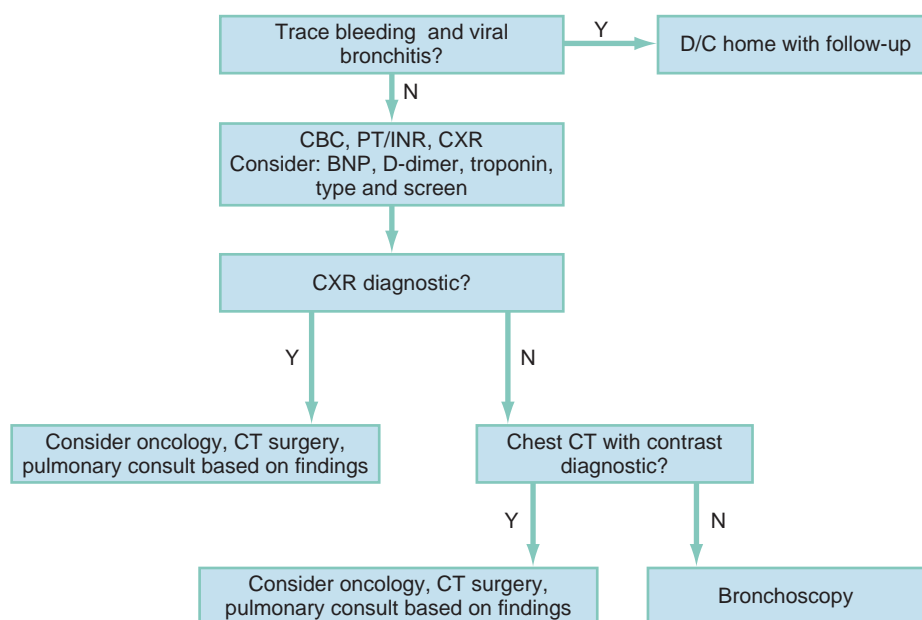 Trace bleeding and viral
bronchitis?
Y
D/C home with follow-up
N
CBC, PT/INR, CXR
Consider: BNP, D-dimer, troponin,
type and screen
CXR diagnostic?
Y
N
Consider oncology, CT surgery,
pulmonary consult based on findings
Chest CT with contrast
diagnostic?
Y
N
Consider oncology, CT surgery,
pulmonary consult based on findings
Bronchoscopy